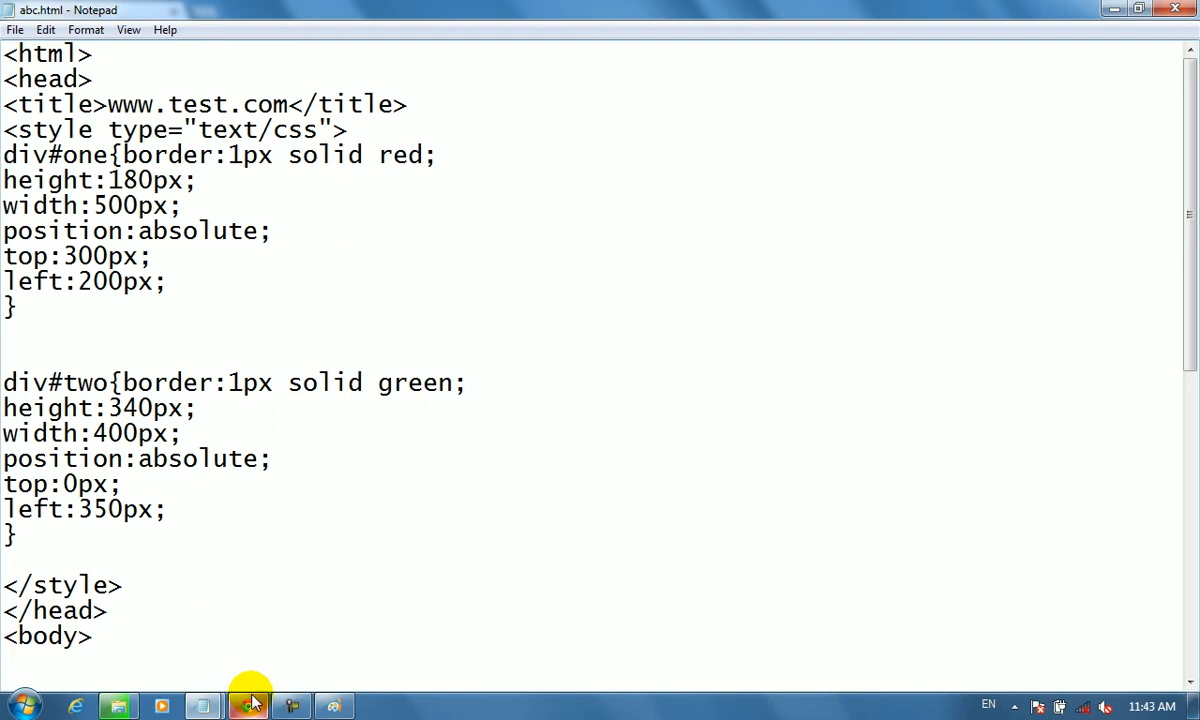 abc.html - Notepad
File Edit Format View Help
<html>
<head>
<title>www.test.com</title>
<style type="text/css">
div#one{border:1px solid red;
height:180px;
width:500px;
position:absolute;
top:300px;
left:200px;
}
div#two{border:1px solid green;
height:340px;
width:400px;
position:absolute;
top:0px;
left:350px;
}
</style>
</head>
<body>
EN 11:43 AM